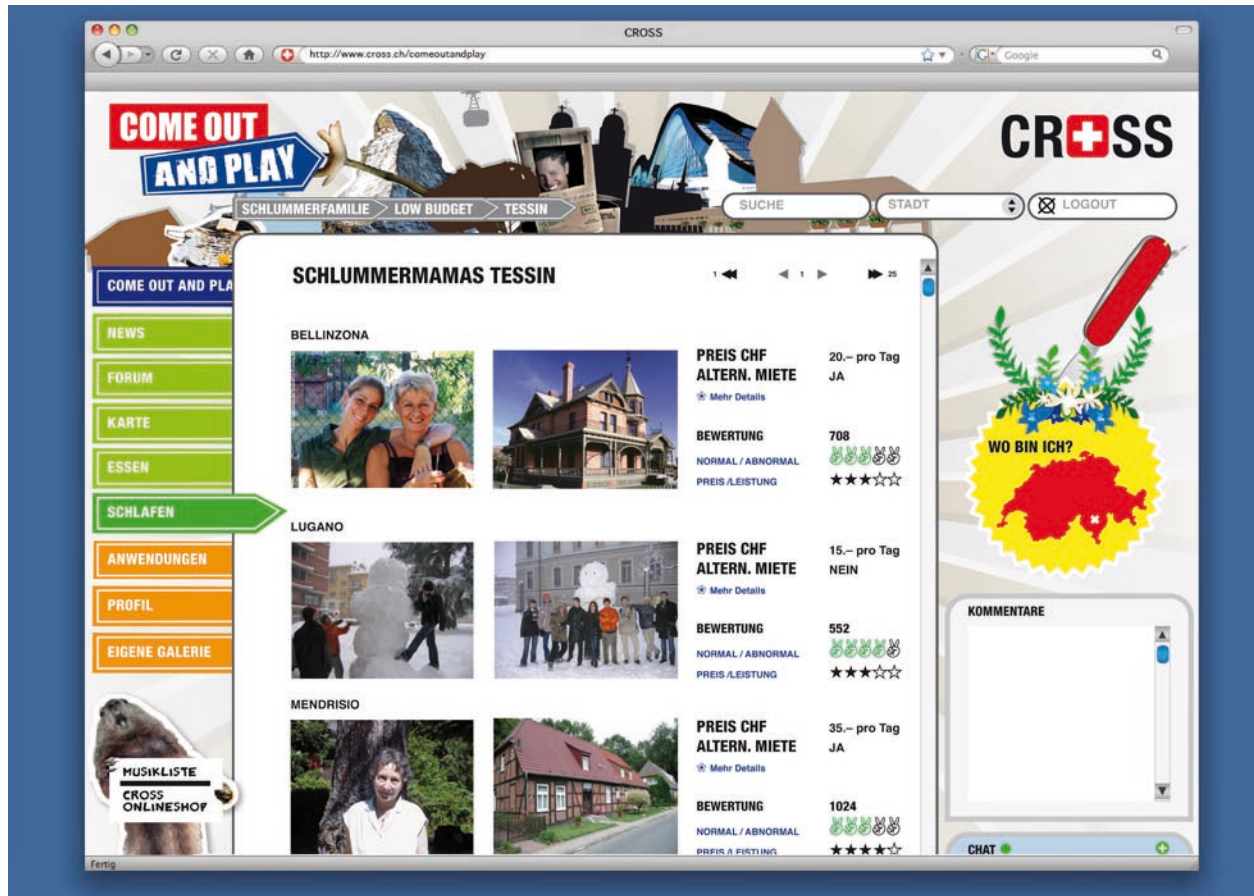 CROSS
http://www.cross.ch/comeoutandplay
Google
COME OUT
AND PLAY
CROSS
SCHLUMMERFAMILIE
LOW BUDGET
TESSIN
SUCHE
STADT
LOGOUT
COME OUT AND PLA
NEWS
FORUM
KARTE
ESSEN
SCHLAFEN
ANWENDUNGEN
PROFIL
EIGENE GALERIE
MUSIKLISTE
CROSS
ONLINESHOP
SCHLUMMERMAMAS TESSIN
1 1 25
BELLINZONA
PREIS CHF 20.– pro Tag
ALTERN. MIETE JA
Mehr Details
BEWERTUNG 708
NORMAL / ABNORMAL
PREIS /LEISTUNG ★★★☆☆
LUGANO
PREIS CHF 15.– pro Tag
ALTERN. MIETE NEIN
Mehr Details
BEWERTUNG 552
NORMAL / ABNORMAL
PREIS /LEISTUNG ★★★☆☆
MENDRISIO
PREIS CHF 35.– pro Tag
ALTERN. MIETE JA
Mehr Details
BEWERTUNG 1024
NORMAL / ABNORMAL
PREIS /LEISTUNG ★★★★☆
WO BIN ICH?
KOMMENTARE
CHAT
Fertig